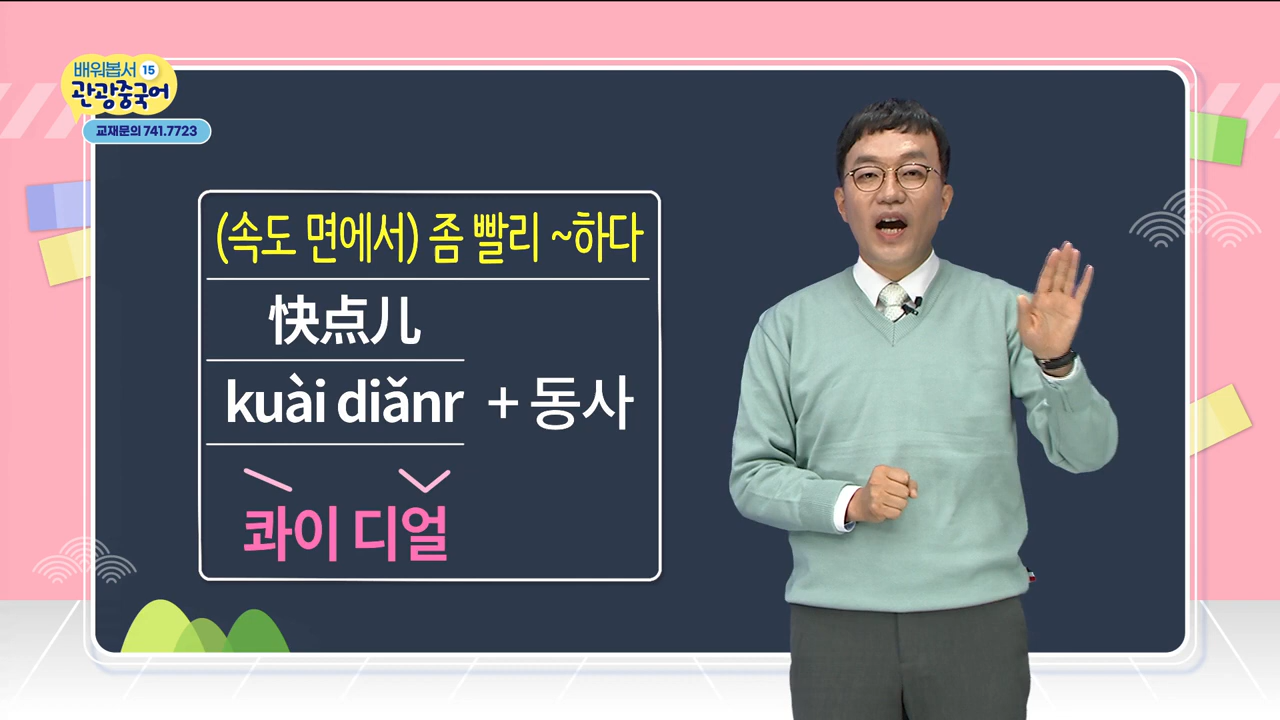 배워봅서 15
관광중국어
교재문의 741.7723
(속도 면에서) 좀 빨리 ~하다
快点儿
kuài diǎnr + 동사
콰이 디얼